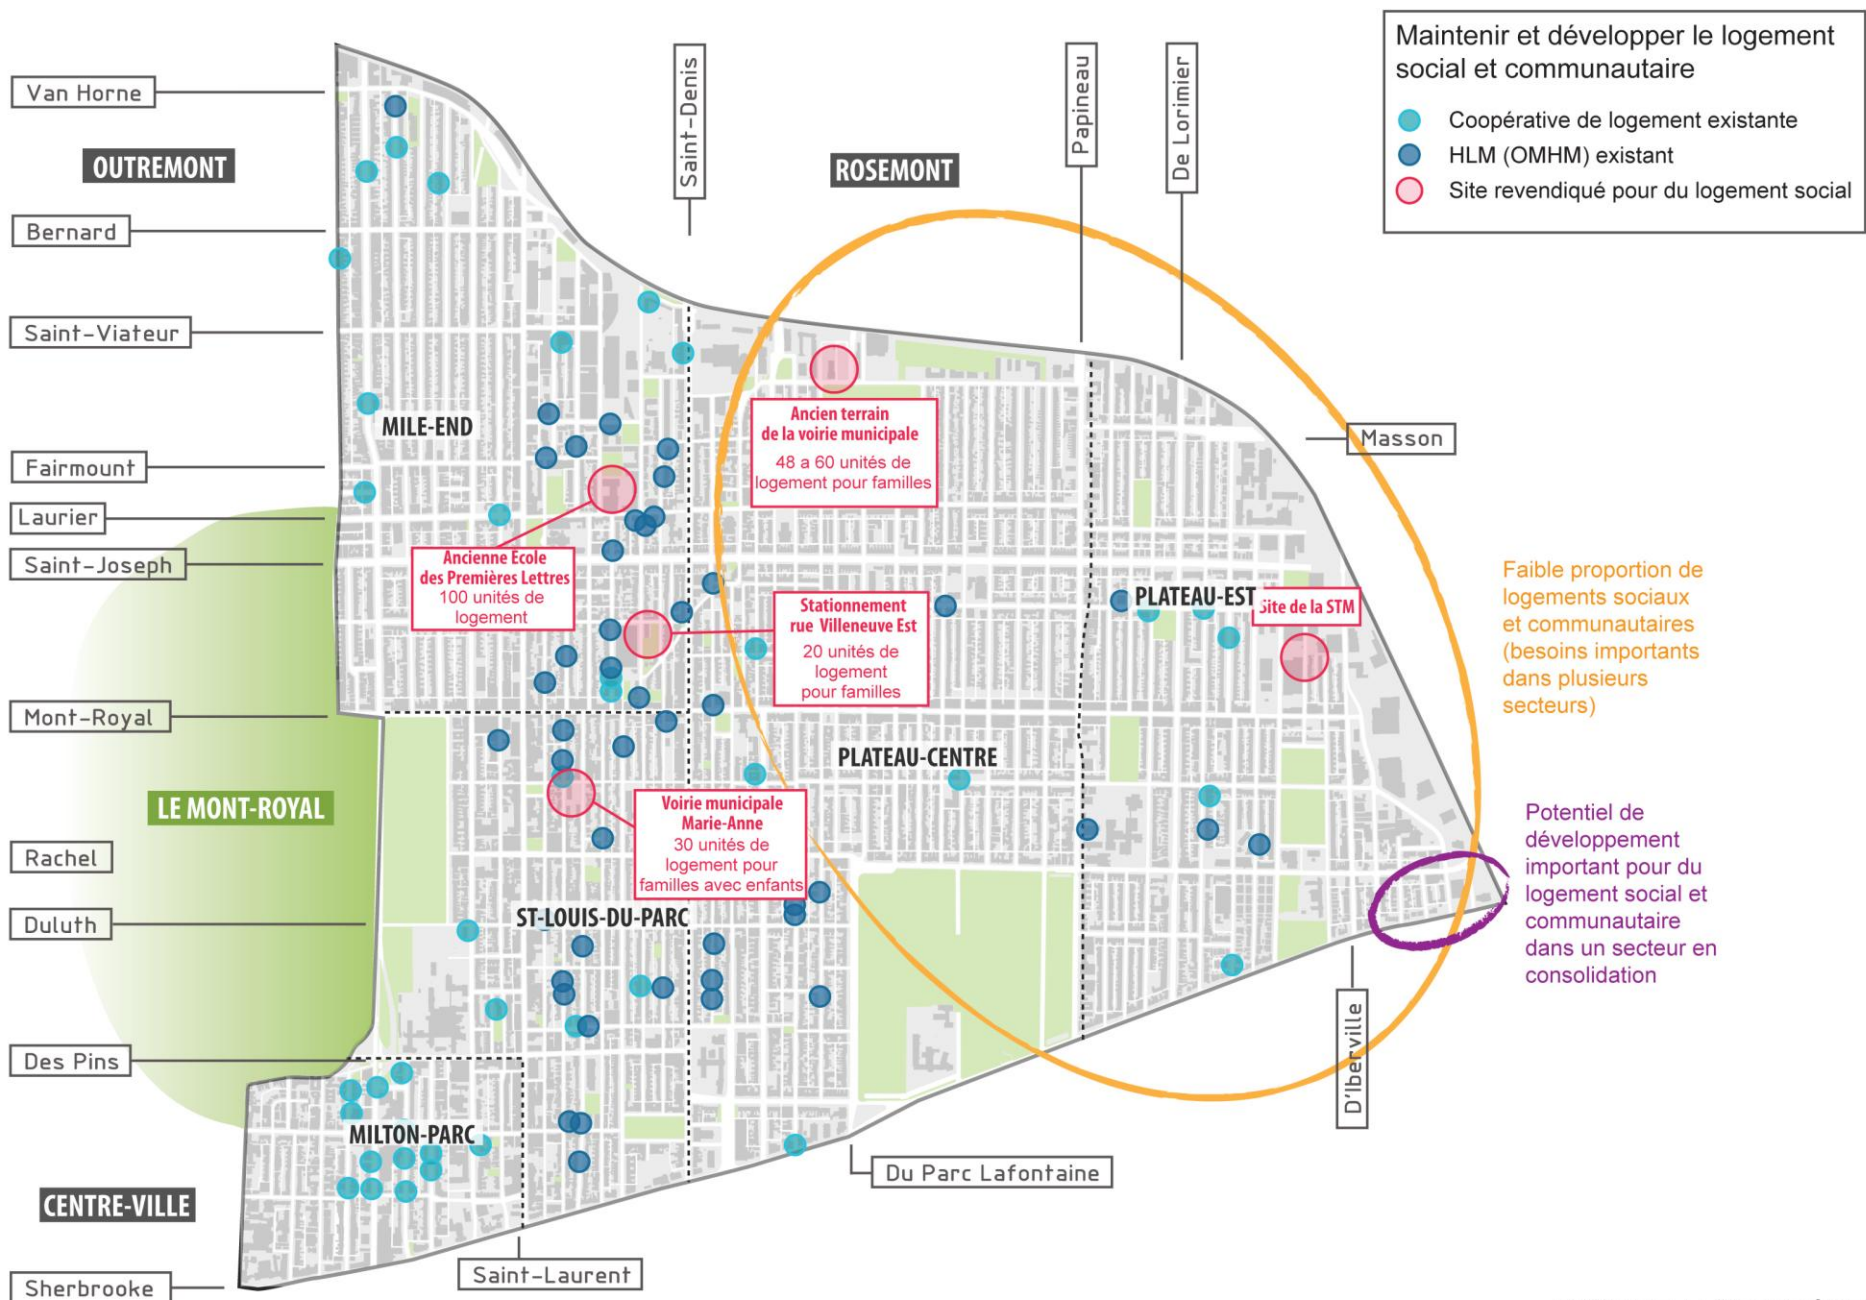 Maintenir et développer le logement
social et communautaire
Coopérative de logement existante
HLM (OMHM) existant
Site revendiqué pour du logement social
Van Horne
OUTREMONT
Bernard
Saint-Viateur
Fairmount
Laurier
Saint-Joseph
Mont-Royal
LE MONT-ROYAL
Rachel
Duluth
Des Pins
CENTRE-VILLE
Sherbrooke
Saint-Denis
ROSEMONT
Papineau
De Lorimier
Masson
MILE-END
Ancien terrain
de la voirie municipale
48 a 60 unités de
logement pour familles
Ancienne École
des Premières Lettres
100 unités de
logement
Stationnement
rue Villeneuve Est
20 unités de
logement
pour familles
PLATEAU-EST
Site de la STM
PLATEAU-CENTRE
Voirie municipale
Marie-Anne
30 unités de
logement pour
familles avec enfants
ST-LOUIS-DU-PARC
MILTON-PARC
Saint-Laurent
Du Parc Lafontaine
D'Iberville
Faible proportion de
logements sociaux
et communautaires
(besoins importants
dans plusieurs
secteurs)
Potentiel de
développement
important pour du
logement social et
communautaire
dans un secteur en
consolidation